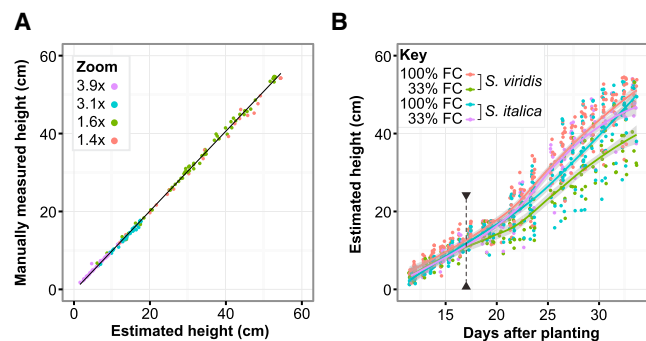 A
B
Manually measured height (cm)
60
40
20
0
Zoom
3.9x
3.1x
1.6x
1.4x
0
20
40
60
Estimated height (cm)
Estimated height (cm)
60
40
20
0
Key
100% FC
33% FC
S. viridis
100% FC
33% FC
S. italica
15
20
25
30
Days after planting